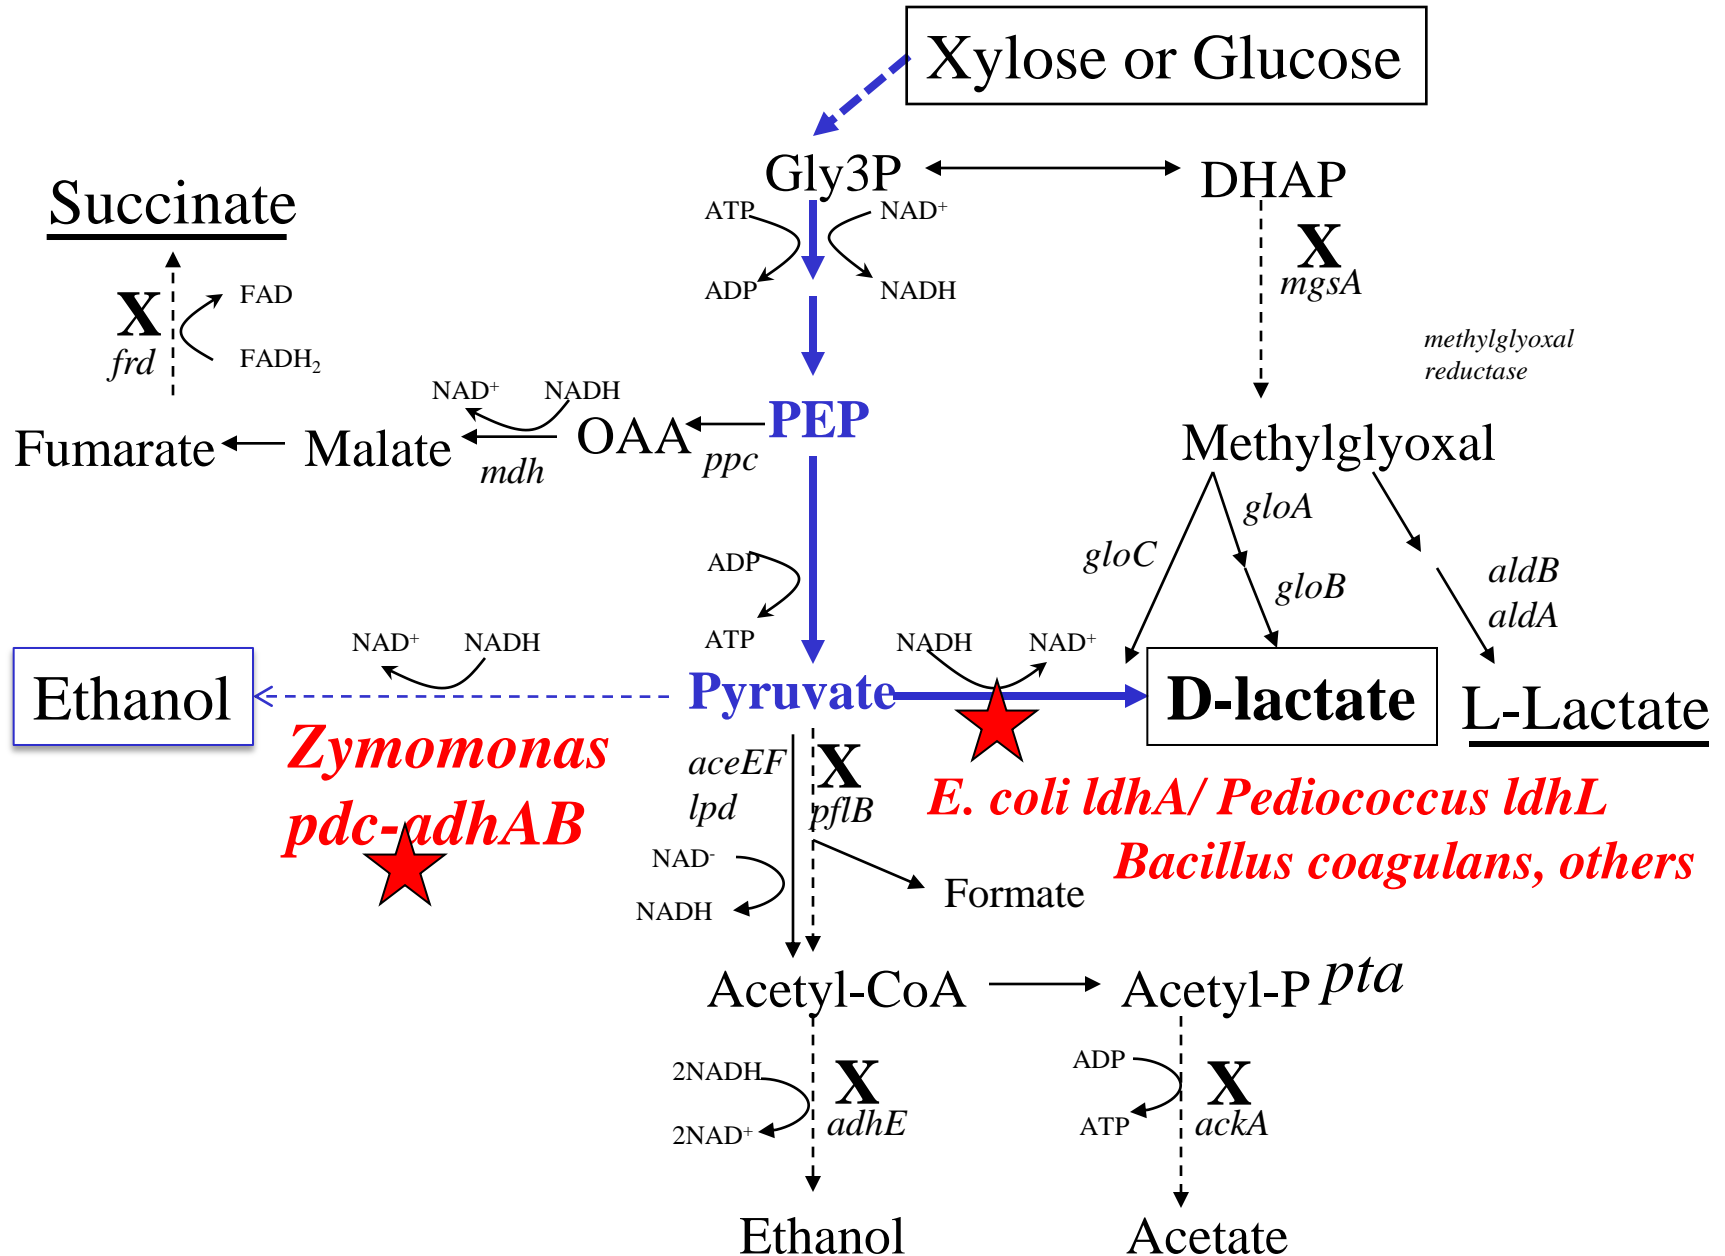 Xylose or Glucose
Gly3P
DHAP
Succinate
ATP
NAD⁺
X
mgsA
ADP
NADH
X
FAD
frd
FADH₂
methylglyoxal
reductase
NAD⁺
NADH
PEP
Fumarate
Malate
mdh
OAA
ppc
Methylglyoxal
gloA
gloC
gloB
aldB
aldA
ADP
ATP
NAD⁺
NADH
NADH
NAD⁺
Ethanol
Pyruvate
D-lactate
L-Lactate
Zymomonas
pdc-adhAB
aceEF
lpd
X
pflB
E. coli ldhA/ Pediococcus ldhL
Bacillus coagulans, others
NAD⁻
NADH
Formate
Acetyl-CoA
Acetyl-P
pta
2NADH
2NAD⁺
X
adhE
ADP
ATP
X
ackA
Ethanol
Acetate